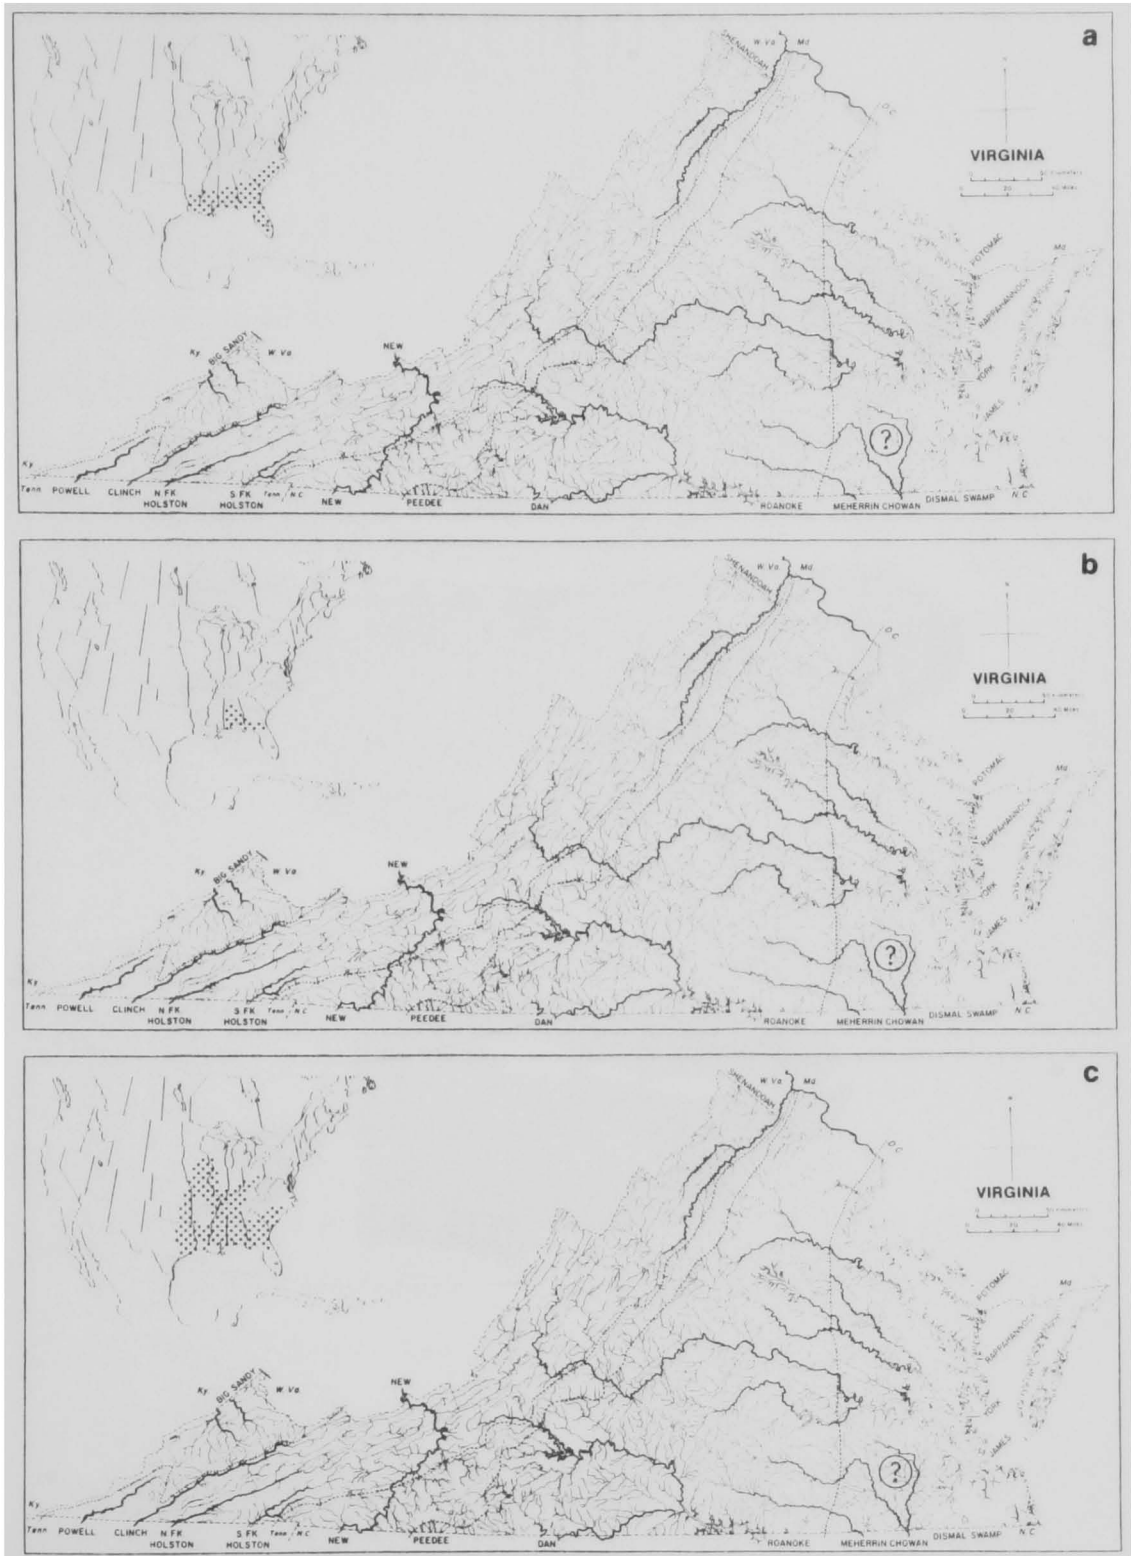 a
SHENANDOAH
W. Va.
Md.
D.C.
VIRGINIA
POTOMAC
RAPPAHANNOCK
Md.
YORK
JAMES
Ky
BIG SANDY
W. Va.
NEW
?
Ky
Tenn
POWELL
CLINCH
N FK
HOLSTON
S FK
HOLSTON
Tenn
N.C.
NEW
PEEDEE
DAN
ROANOKE
MEHERRIN
CHOWAN
DISMAL SWAMP
N.C.
b
SHENANDOAH
W. Va.
Md.
D.C.
VIRGINIA
POTOMAC
RAPPAHANNOCK
Md.
YORK
JAMES
Ky
BIG SANDY
W. Va.
NEW
?
Ky
Tenn
POWELL
CLINCH
N FK
HOLSTON
S FK
HOLSTON
Tenn
N.C.
NEW
PEEDEE
DAN
ROANOKE
MEHERRIN
CHOWAN
DISMAL SWAMP
N.C.
c
SHENANDOAH
W. Va.
Md.
D.C.
VIRGINIA
POTOMAC
RAPPAHANNOCK
Md.
YORK
JAMES
Ky
BIG SANDY
W. Va.
NEW
?
Ky
Tenn
POWELL
CLINCH
N FK
HOLSTON
S FK
HOLSTON
Tenn
N.C.
NEW
PEEDEE
DAN
ROANOKE
MEHERRIN
CHOWAN
DISMAL SWAMP
N.C.